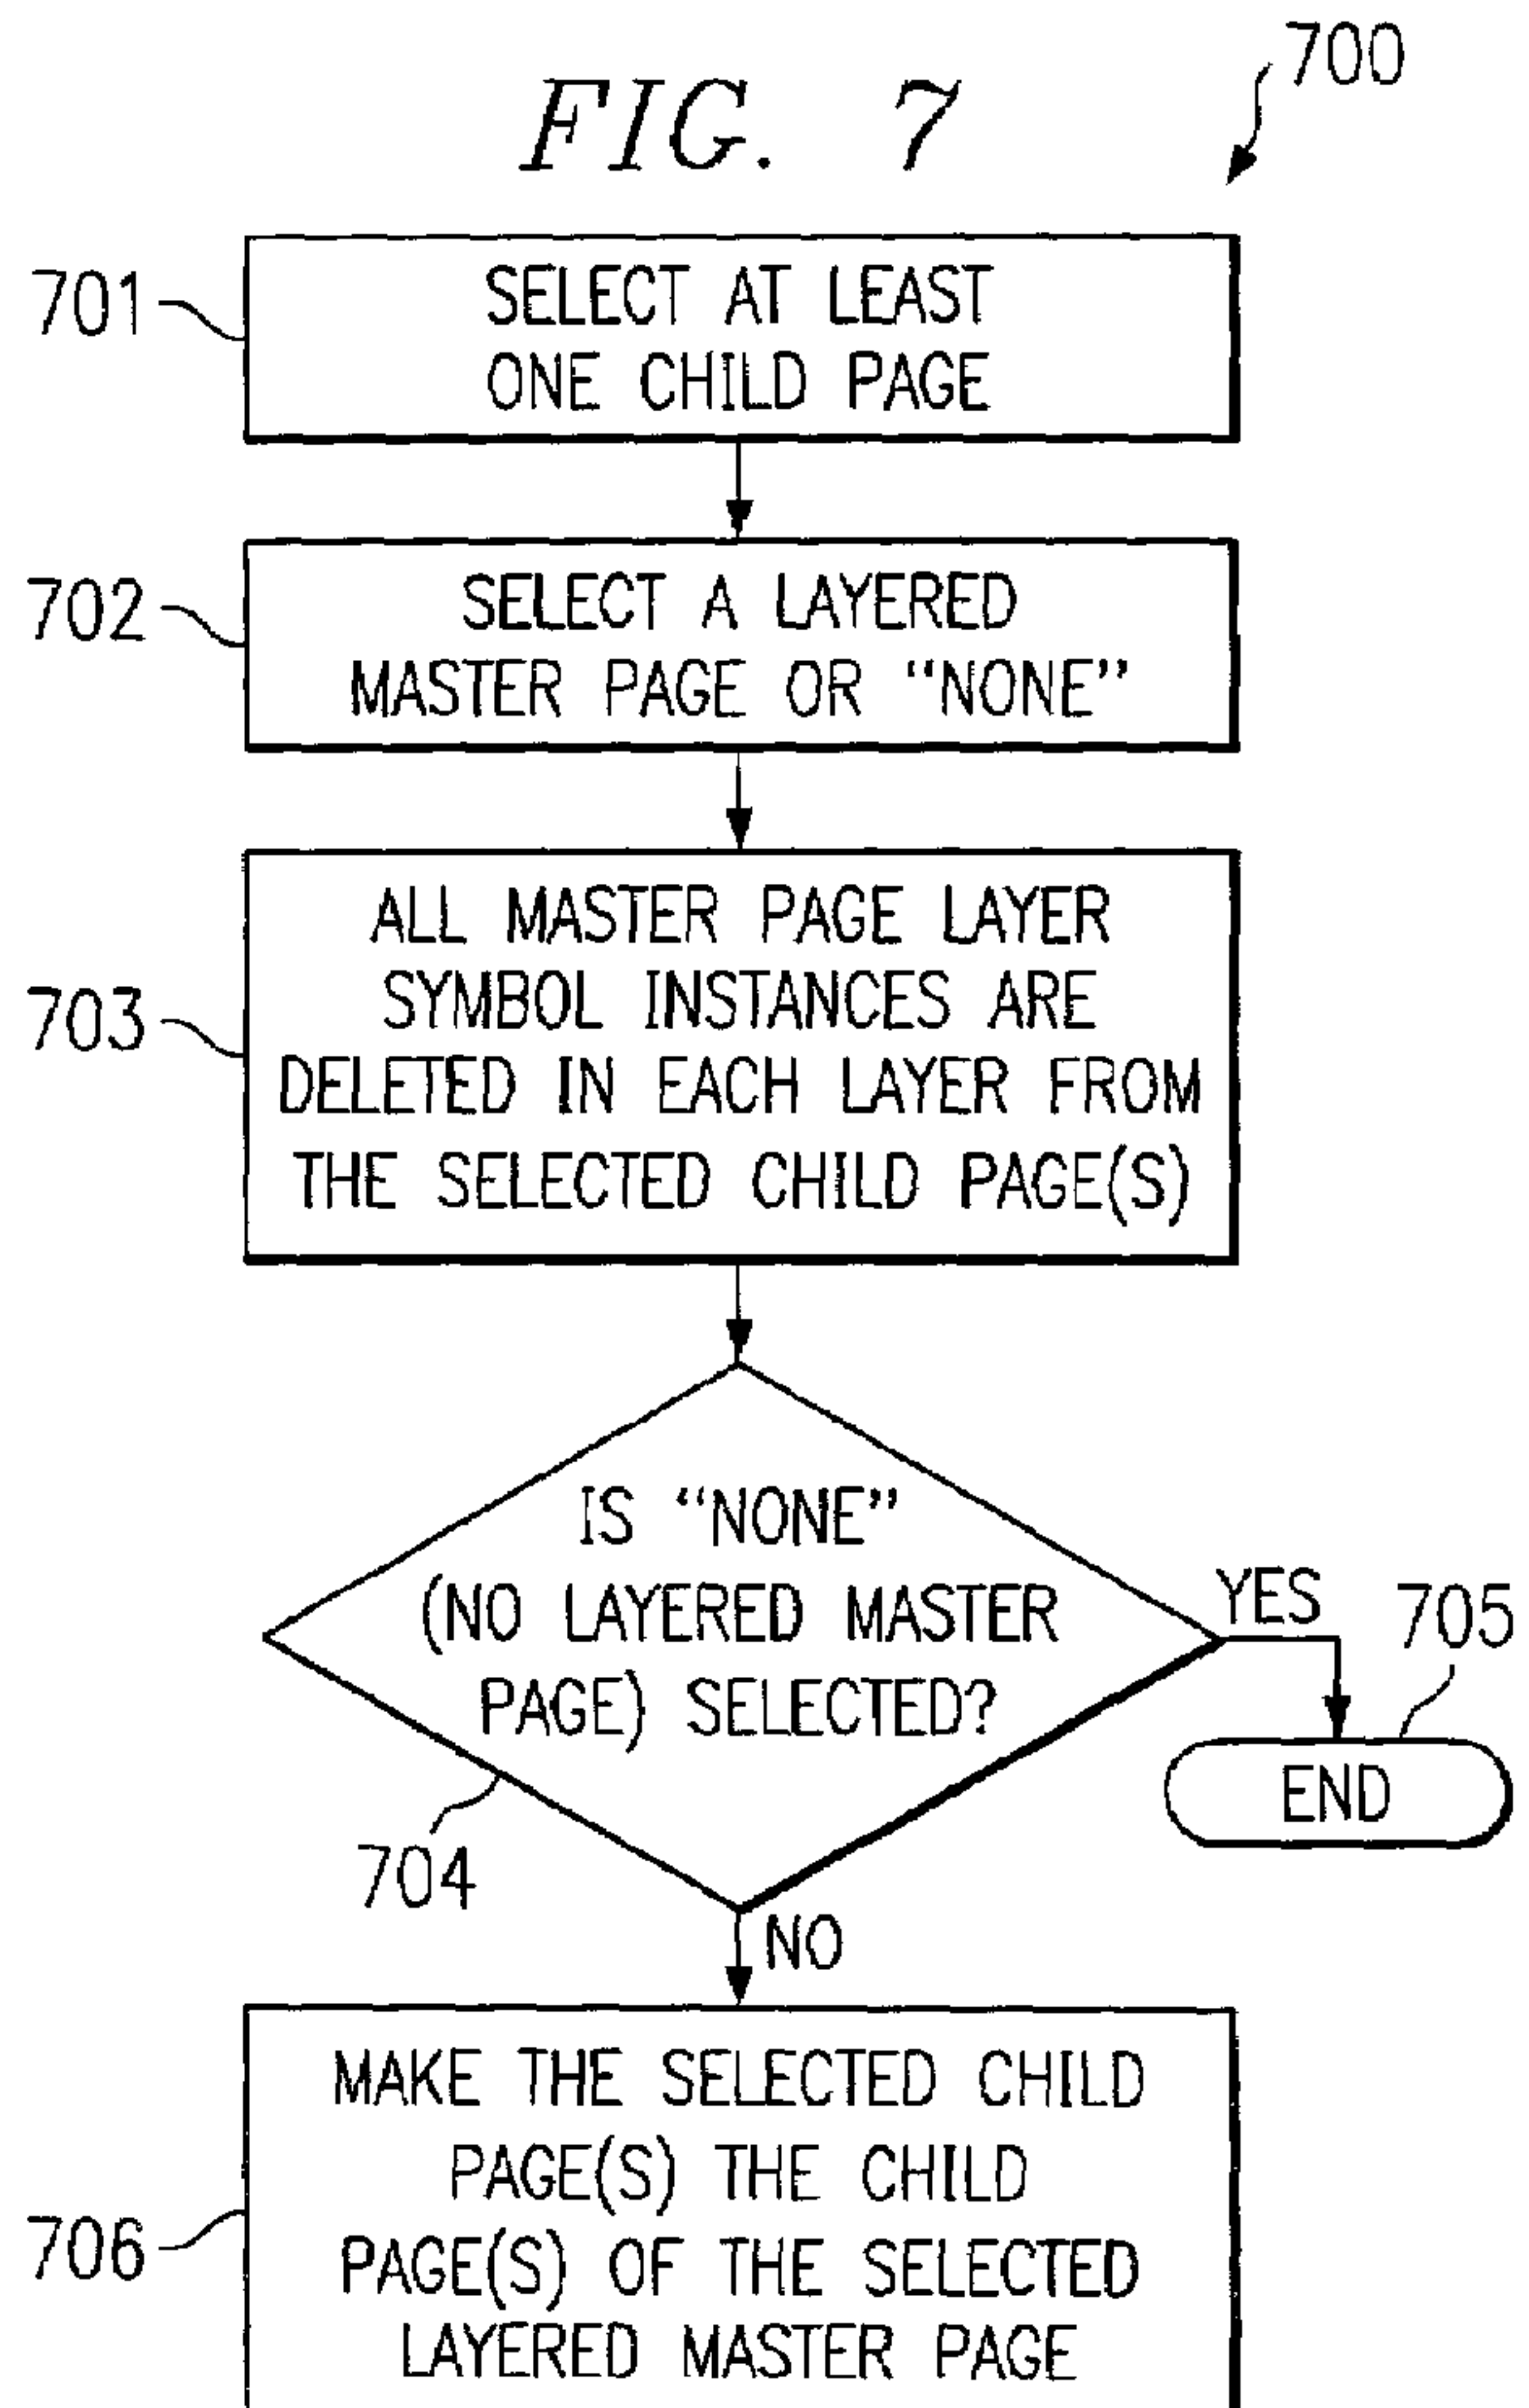 700
FIG. 7
701
SELECT AT LEAST
ONE CHILD PAGE
702
SELECT A LAYERED
MASTER PAGE OR “NONE”
703
ALL MASTER PAGE LAYER
SYMBOL INSTANCES ARE
DELETED IN EACH LAYER FROM
THE SELECTED CHILD PAGE(S)
IS “NONE”
(NO LAYERED MASTER
PAGE) SELECTED?
YES
705
END
704
NO
706
MAKE THE SELECTED CHILD
PAGE(S) THE CHILD
PAGE(S) OF THE SELECTED
LAYERED MASTER PAGE